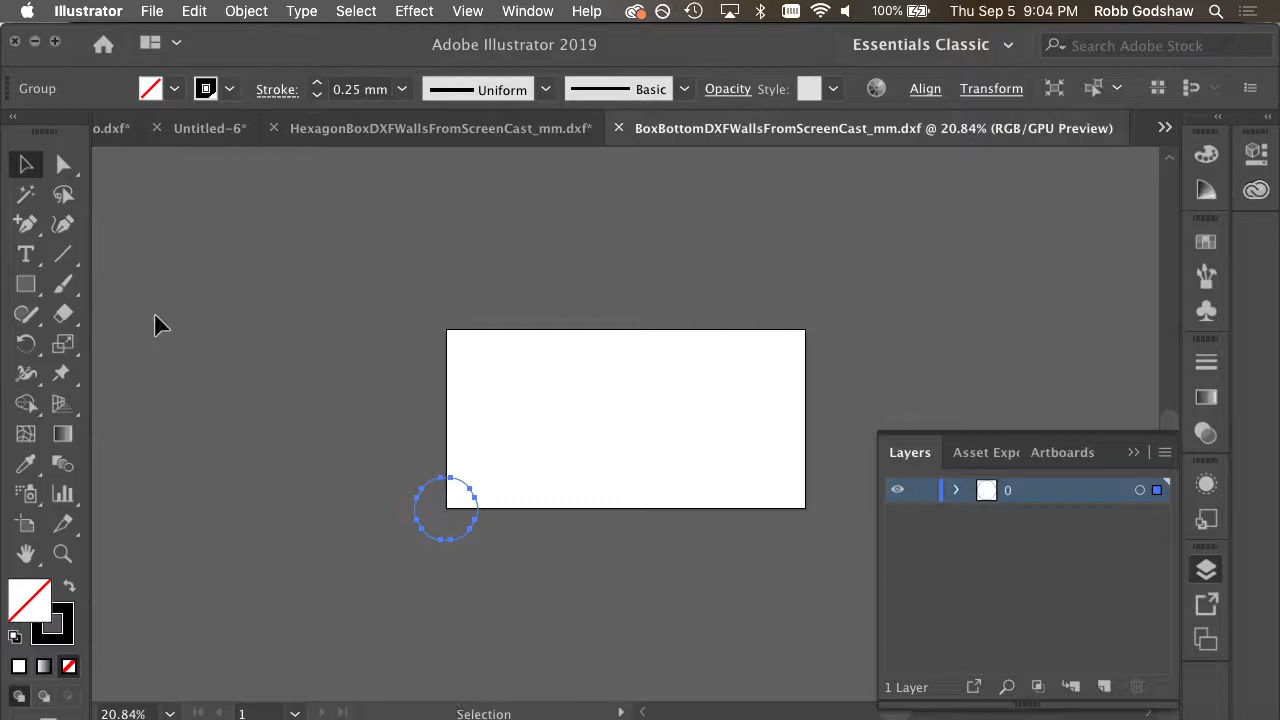 Illustrator File Edit Object Type Select Effect View Window Help 100% Thu Sep 5 9:04 PM Robb Godshaw
Adobe Illustrator 2019 Essentials Classic Search Adobe Stock
Group Stroke: 0.25 mm Uniform Basic Opacity Style: Align Transform
o.dxf* Untitled-6* HexagonBoxDXFWallsFromScreenCast_mm.dxf* BoxBottomDXFWallsFromScreenCast_mm.dxf @ 20.84% (RGB/GPU Preview)
Layers Asset Expo Artboards
0
1 Layer
20.84% 1 Selection